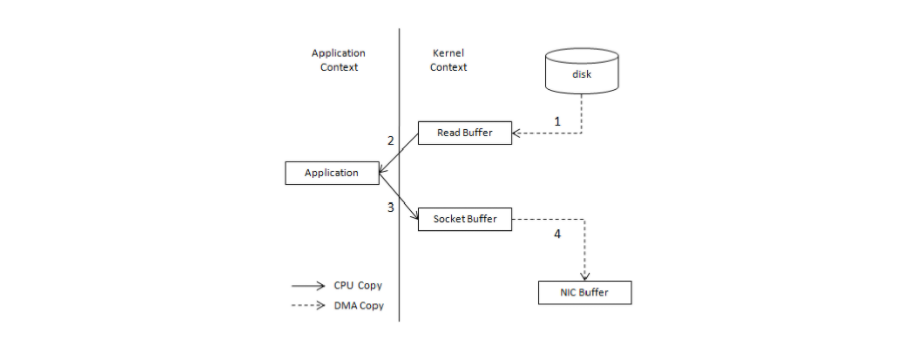 Application
Context
Kernel
Context
disk
1
Read Buffer
2
Application
3
Socket Buffer
4
CPU Copy
NIC Buffer
DMA Copy